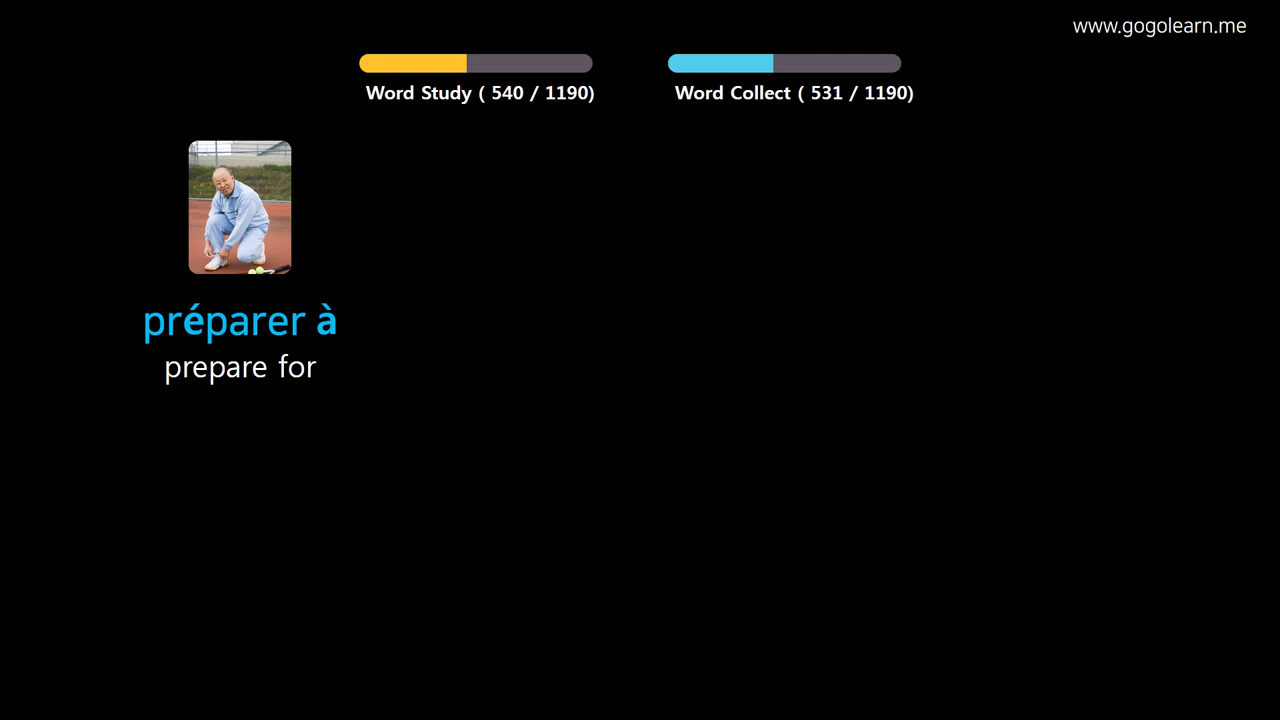 www.gogolearn.me
Word Study ( 540 / 1190)
Word Collect ( 531 / 1190)
préparer à
prepare for